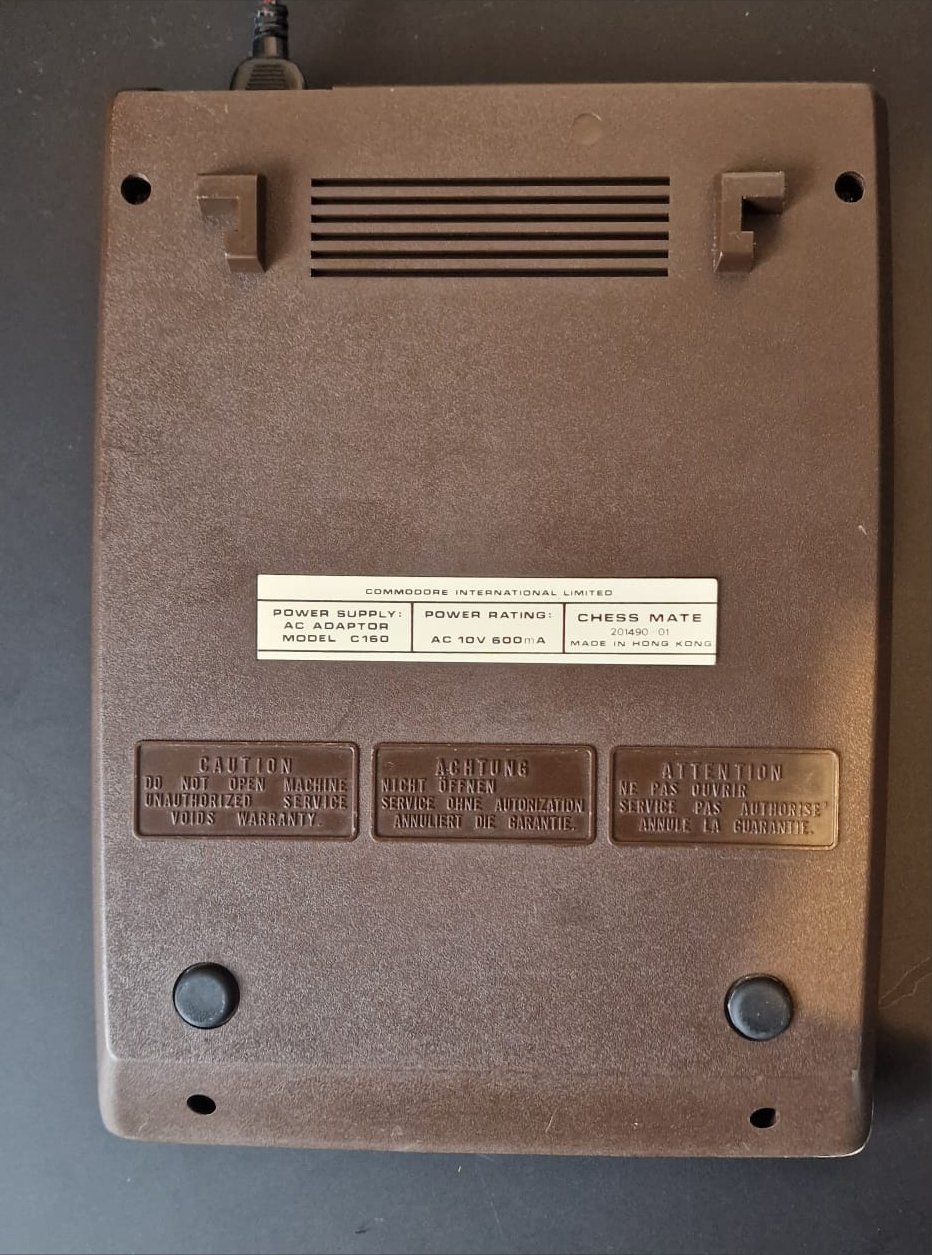 COMMODORE INTERNATIONAL LIMITED
POWER SUPPLY:
AC ADAPTOR
MODEL C160
POWER RATING:
AC 10V 600mA
CHESS MATE
201490-01
MADE IN HONG KONG
CAUTION
DO NOT OPEN MACHINE
UNAUTHORIZED SERVICE
VOIDS WARRANTY.
ACHTUNG
NICHT ÖFFNEN
SERVICE OHNE AUTORIZATION
ANNULIERT DIE GARANTIE.
ATTENTION
NE PAS OUVRIR
SERVICE PAS AUTHORISE'
ANNULE LA GUARANTIE.